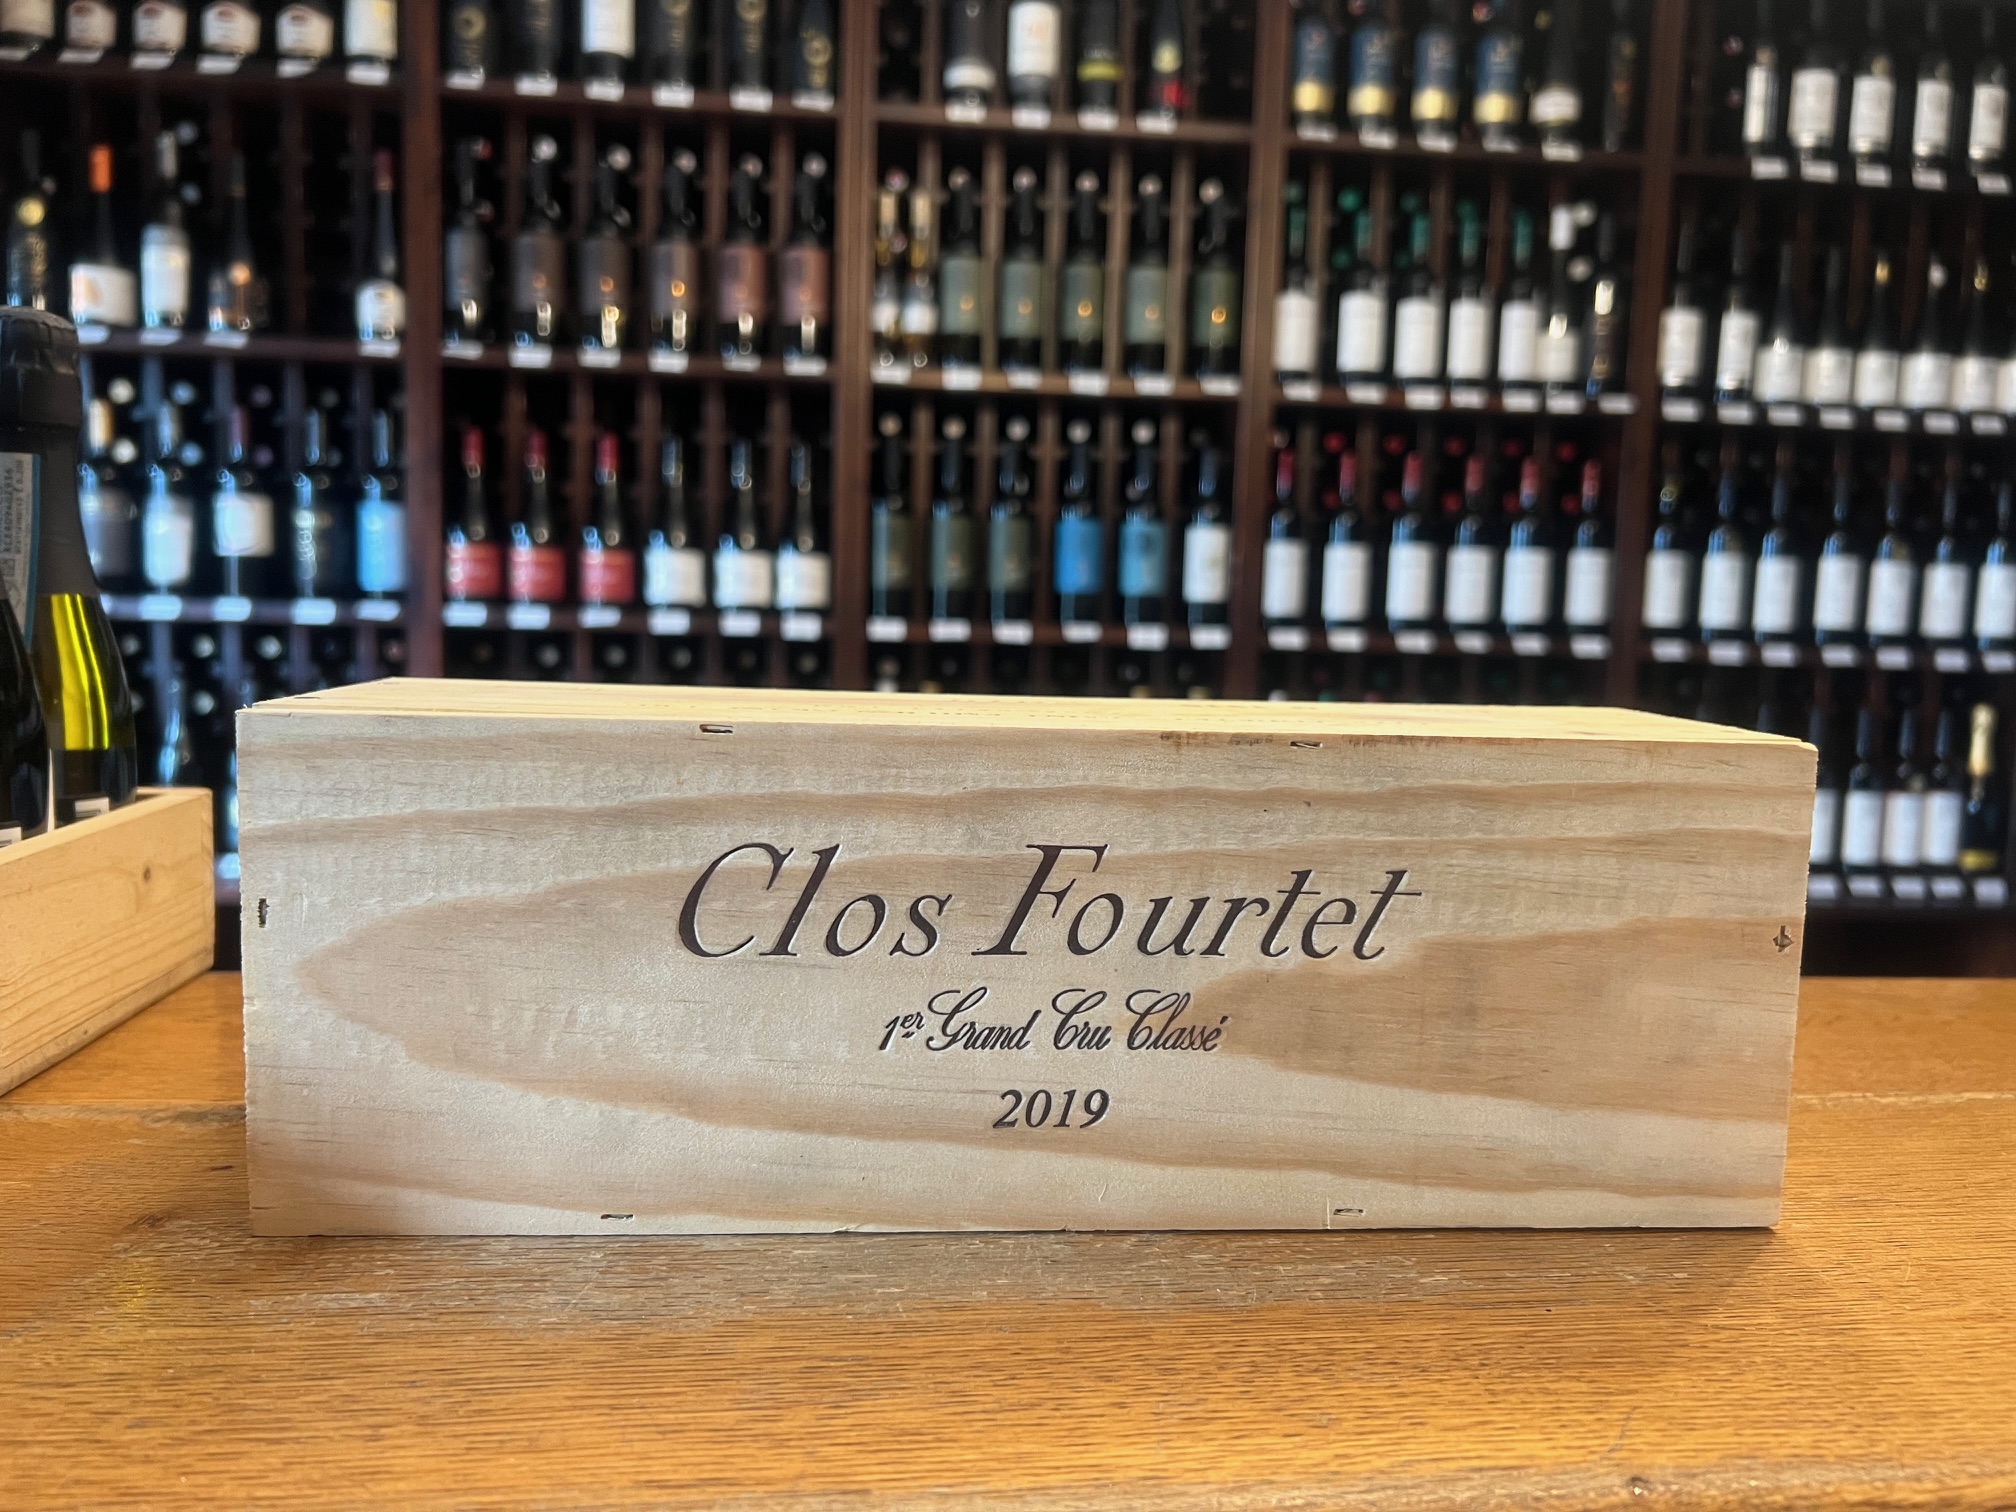 Clos Fourtet
1er Grand Cru Classé
2019